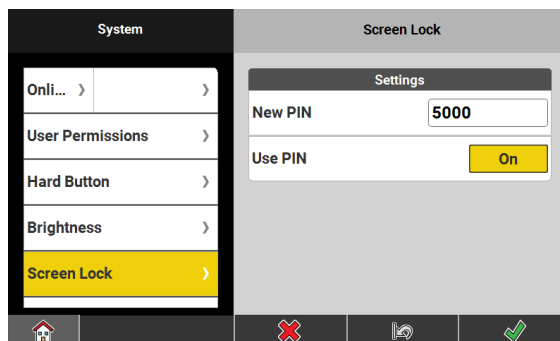 System
Screen Lock
Onli...
User Permissions
Hard Button
Brightness
Screen Lock
Settings
New PIN 5000
Use PIN On